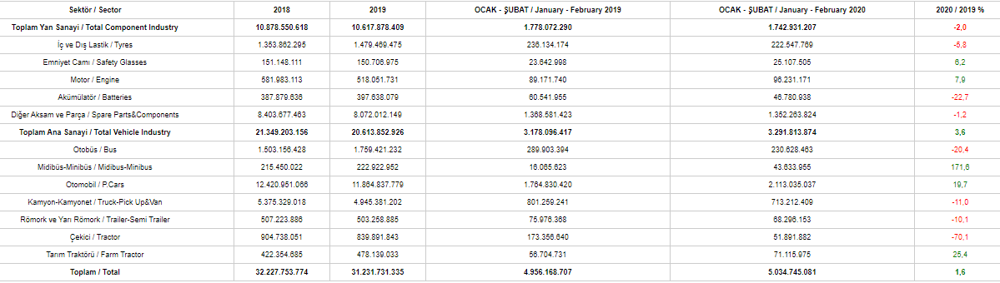 Sektör / Sector 2018 2019 OCAK - ŞUBAT / January - February 2019 OCAK - ŞUBAT / January - February 2020 2020 / 2019 %
Toplam Yan Sanayi / Total Component Industry 10.878.550.618 10.617.878.409 1.778.072.290 1.742.931.207 -2,0
İç ve Dış Lastik / Tyres 1.353.862.295 1.479.469.475 236.134.174 222.547.769 -5,8
Emniyet Camı / Safety Glasses 151.148.111 150.706.975 23.642.998 25.107.505 6,2
Motor / Engine 581.983.113 518.051.731 89.171.740 96.231.171 7,9
Akümülatör / Batteries 387.879.636 397.638.079 60.541.955 46.780.938 -22,7
Diğer Aksam ve Parça / Spare Parts&Components 8.403.677.463 8.072.012.149 1.368.581.423 1.352.263.824 -1,2
Toplam Ana Sanayi / Total Vehicle Industry 21.349.203.156 20.613.852.926 3.178.096.417 3.291.813.874 3,6
Otobüs / Bus 1.503.156.428 1.759.421.232 289.903.394 230.628.463 -20,4
Midibüs-Minibüs / Midibus-Minibus 215.450.022 222.922.952 16.065.623 43.633.955 171,6
Otomobil / P.Cars 12.420.951.066 11.864.837.779 1.764.830.420 2.113.035.037 19,7
Kamyon-Kamyonet / Truck-Pick Up&Van 5.375.329.018 4.945.381.202 801.259.241 713.212.409 -11,0
Römork ve Yarı Römork / Trailer-Semi Trailer 507.223.886 503.258.885 75.976.368 68.296.153 -10,1
Çekici / Tractor 904.738.051 839.891.843 173.356.640 51.891.882 -70,1
Tarım Traktörü / Farm Tractor 422.354.685 478.139.033 56.704.731 71.115.975 25,4
Toplam / Total 32.227.753.774 31.231.731.335 4.956.168.707 5.034.745.081 1,6